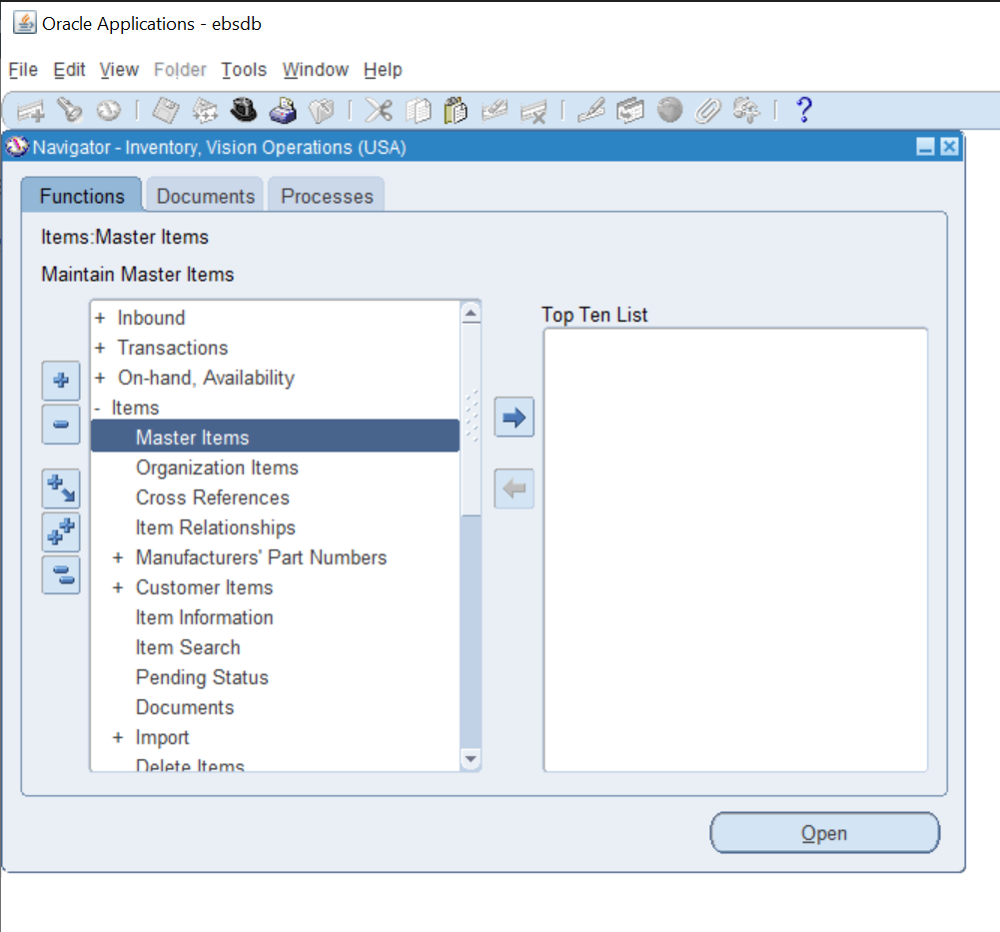 Oracle Applications - ebsdb
File Edit View Folder Tools Window Help
?
Navigator - Inventory, Vision Operations (USA)
Functions Documents Processes
Items:Master Items
Maintain Master Items
+ Inbound
+ Transactions
+ On-hand, Availability
- Items
Master Items
Organization Items
Cross References
Item Relationships
+ Manufacturers' Part Numbers
+ Customer Items
Item Information
Item Search
Pending Status
Documents
+ Import
Delete Items
Top Ten List
Open